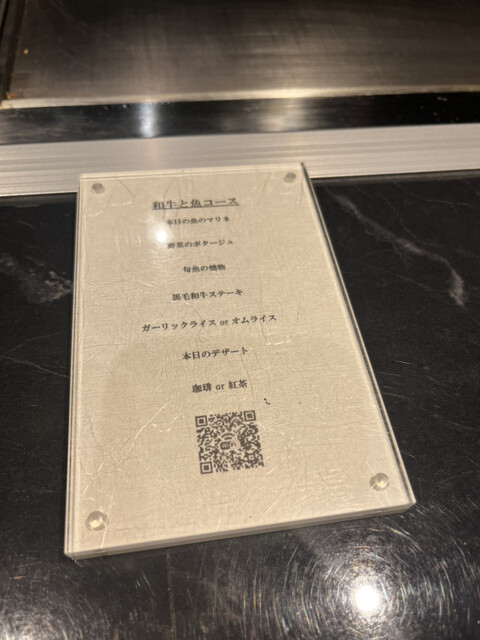 和牛と魚コース
本日の魚のマリネ
野菜のポタージュ
旬魚の焼物
黒毛和牛ステーキ
ガーリックライス or オムライス
本日のデザート
珈琲 or 紅茶